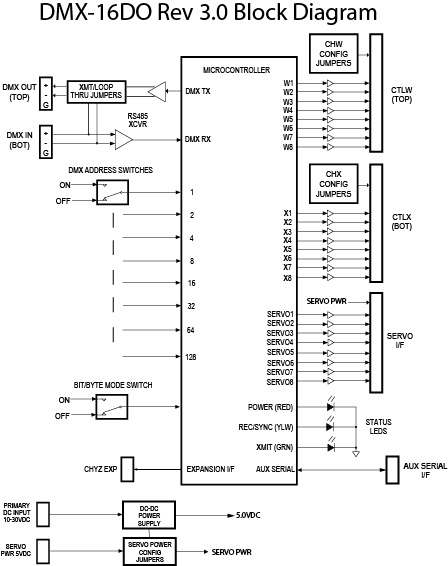 DMX-16DO Rev 3.0 Block Diagram
CHW
CONFIG
JUMPERS
MICROCONTROLLER
DMX OUT
(TOP)
+
-
G
XMT/LOOP
THRU JUMPERS
DMX TX
W1
W2
W3
W4
W5
W6
W7
W8
CTLW
(TOP)
RS485
XCVR
DMX IN
(BOT)
+
-
G
DMX RX
DMX ADDRESS SWITCHES
ON
OFF
1
2
4
8
16
32
64
128
CHX
CONFIG
JUMPERS
X1
X2
X3
X4
X5
X6
X7
X8
CTLX
(BOT)
SERVO PWR
SERVO1
SERVO2
SERVO3
SERVO4
SERVO5
SERVO6
SERVO7
SERVO8
SERVO
I/F
BIT/BYTE MODE SWITCH
ON
OFF
POWER (RED)
REC/SYNC (YLW)
XMIT (GRN)
STATUS
LEDS
CHYZ EXP
EXPANSION I/F
AUX SERIAL
AUX SERIAL
I/F
PRIMARY
DC INPUT
10-30VDC
DC-DC
POWER
SUPPLY
5.0VDC
SERVO
PWR 5VDC
SERVO POWER
CONFIG
JUMPERS
SERVO PWR